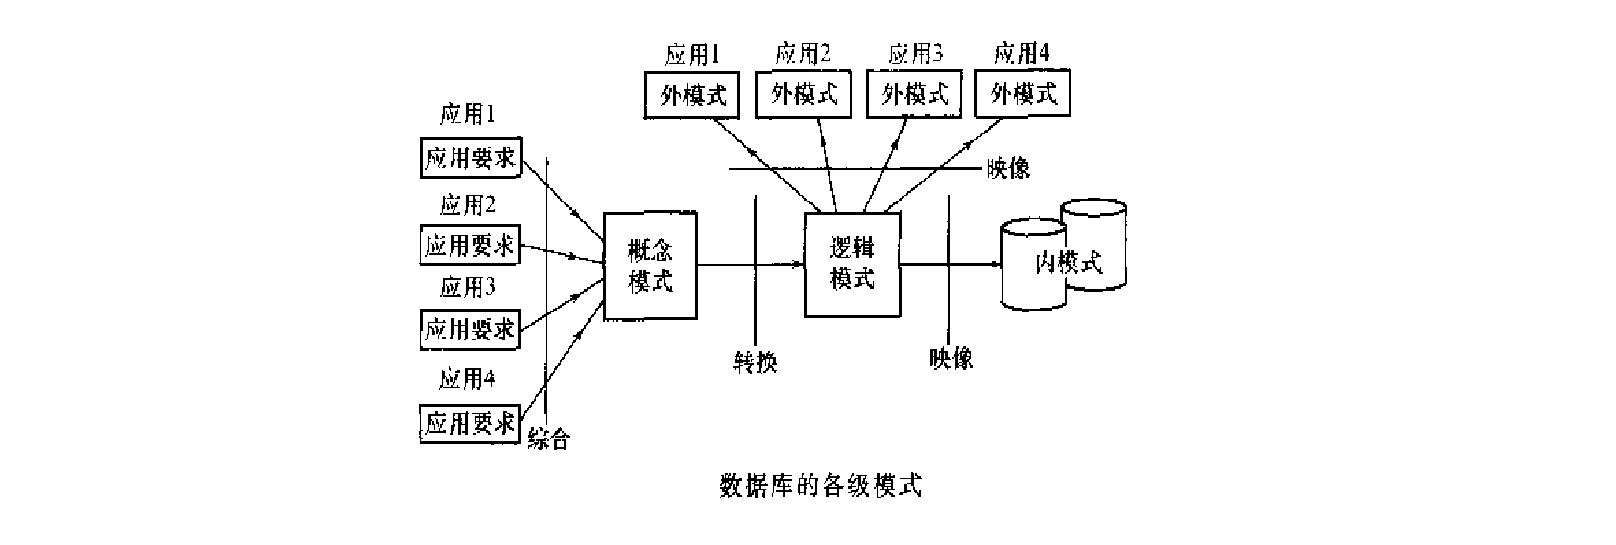 应用1 应用2 应用3 应用4
外模式 外模式 外模式 外模式
应用1
应用要求
映像
应用2
应用要求
概念
模式
逻辑
模式
内模式
应用3
应用要求
转换
映像
应用4
应用要求
综合
数据库的各级模式